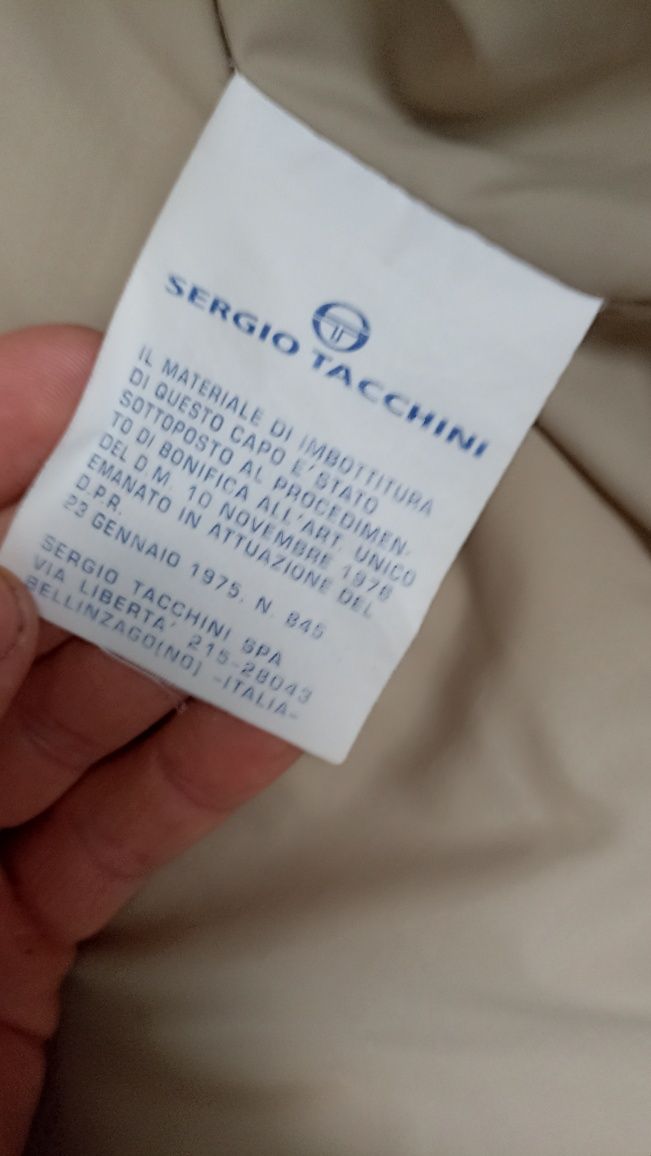 SERGIO TACCHINI
IL MATERIALE DI IMBOTTITURA
DI QUESTO CAPO E' STATO
SOTTOPOSTO AL PROCEDIMEN-
TO DI BONIFICA ALL'ART. UNICO
DEL D.M. 10 NOVEMBRE 1976
EMANATO IN ATTUAZIONE DEL
D.P.R.
23 GENNAIO 1975, N. 845
SERGIO TACCHINI SPA
VIA LIBERTA' 215-28043
BELLINZAGO(NO) -ITALIA-